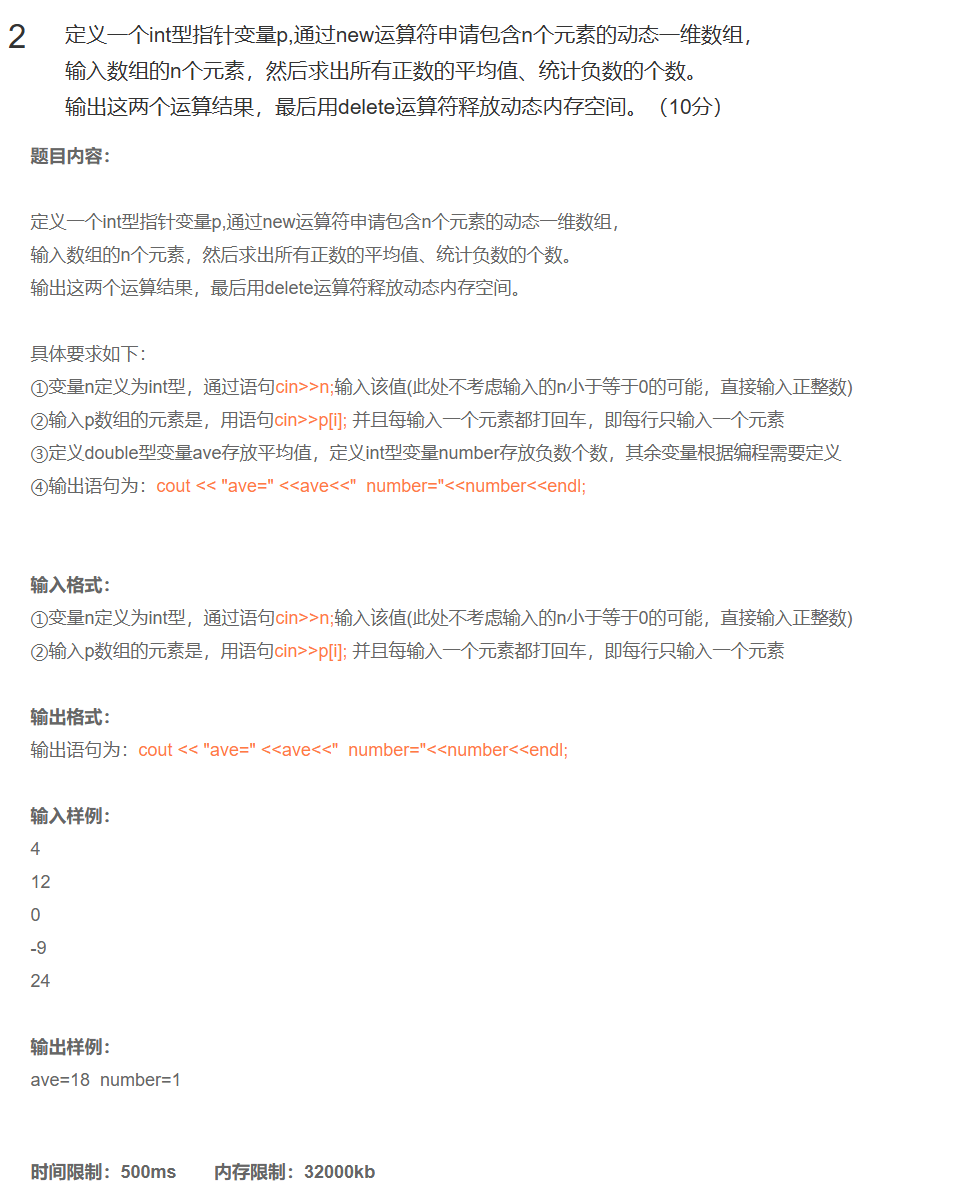 2 定义一个int型指针变量p,通过new运算符申请包含n个元素的动态一维数组，
输入数组的n个元素，然后求出所有正数的平均值、统计负数的个数。
输出这两个运算结果，最后用delete运算符释放动态内存空间。（10分）
题目内容：
定义一个int型指针变量p,通过new运算符申请包含n个元素的动态一维数组，
输入数组的n个元素，然后求出所有正数的平均值、统计负数的个数。
输出这两个运算结果，最后用delete运算符释放动态内存空间。
具体要求如下：
①变量n定义为int型，通过语句cin>>n;输入该值(此处不考虑输入的n小于等于0的可能，直接输入正整数)
②输入p数组的元素是，用语句cin>>p[i]; 并且每输入一个元素都打回车，即每行只输入一个元素
③定义double型变量ave存放平均值，定义int型变量number存放负数个数，其余变量根据编程需要定义
④输出语句为：cout << "ave=" <<ave<<"  number="<<number<<endl;
输入格式：
①变量n定义为int型，通过语句cin>>n;输入该值(此处不考虑输入的n小于等于0的可能，直接输入正整数)
②输入p数组的元素是，用语句cin>>p[i]; 并且每输入一个元素都打回车，即每行只输入一个元素
输出格式：
输出语句为：cout << "ave=" <<ave<<"  number="<<number<<endl;
输入样例：
4
12
0
-9
24
输出样例：
ave=18  number=1
时间限制：500ms 内存限制：32000kb